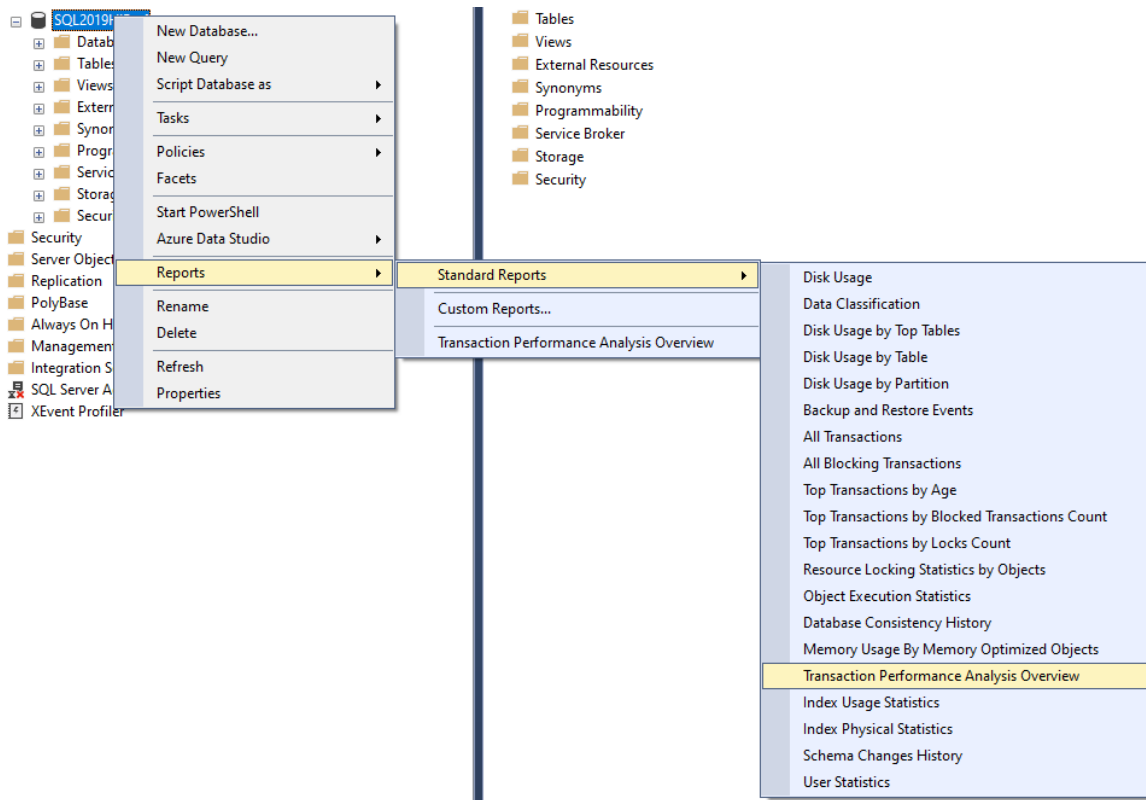 SQL2019H
Datab
Tables
Views
Extern
Synon
Progr
Servic
Storag
Secur
Security
Server Object
Replication
PolyBase
Always On H
Management
Integration S
SQL Server A
XEvent Profiler
New Database...
New Query
Script Database as
Tasks
Policies
Facets
Start PowerShell
Azure Data Studio
Reports
Rename
Delete
Refresh
Properties
Tables
Views
External Resources
Synonyms
Programmability
Service Broker
Storage
Security
Standard Reports
Custom Reports...
Transaction Performance Analysis Overview
Disk Usage
Data Classification
Disk Usage by Top Tables
Disk Usage by Table
Disk Usage by Partition
Backup and Restore Events
All Transactions
All Blocking Transactions
Top Transactions by Age
Top Transactions by Blocked Transactions Count
Top Transactions by Locks Count
Resource Locking Statistics by Objects
Object Execution Statistics
Database Consistency History
Memory Usage By Memory Optimized Objects
Transaction Performance Analysis Overview
Index Usage Statistics
Index Physical Statistics
Schema Changes History
User Statistics